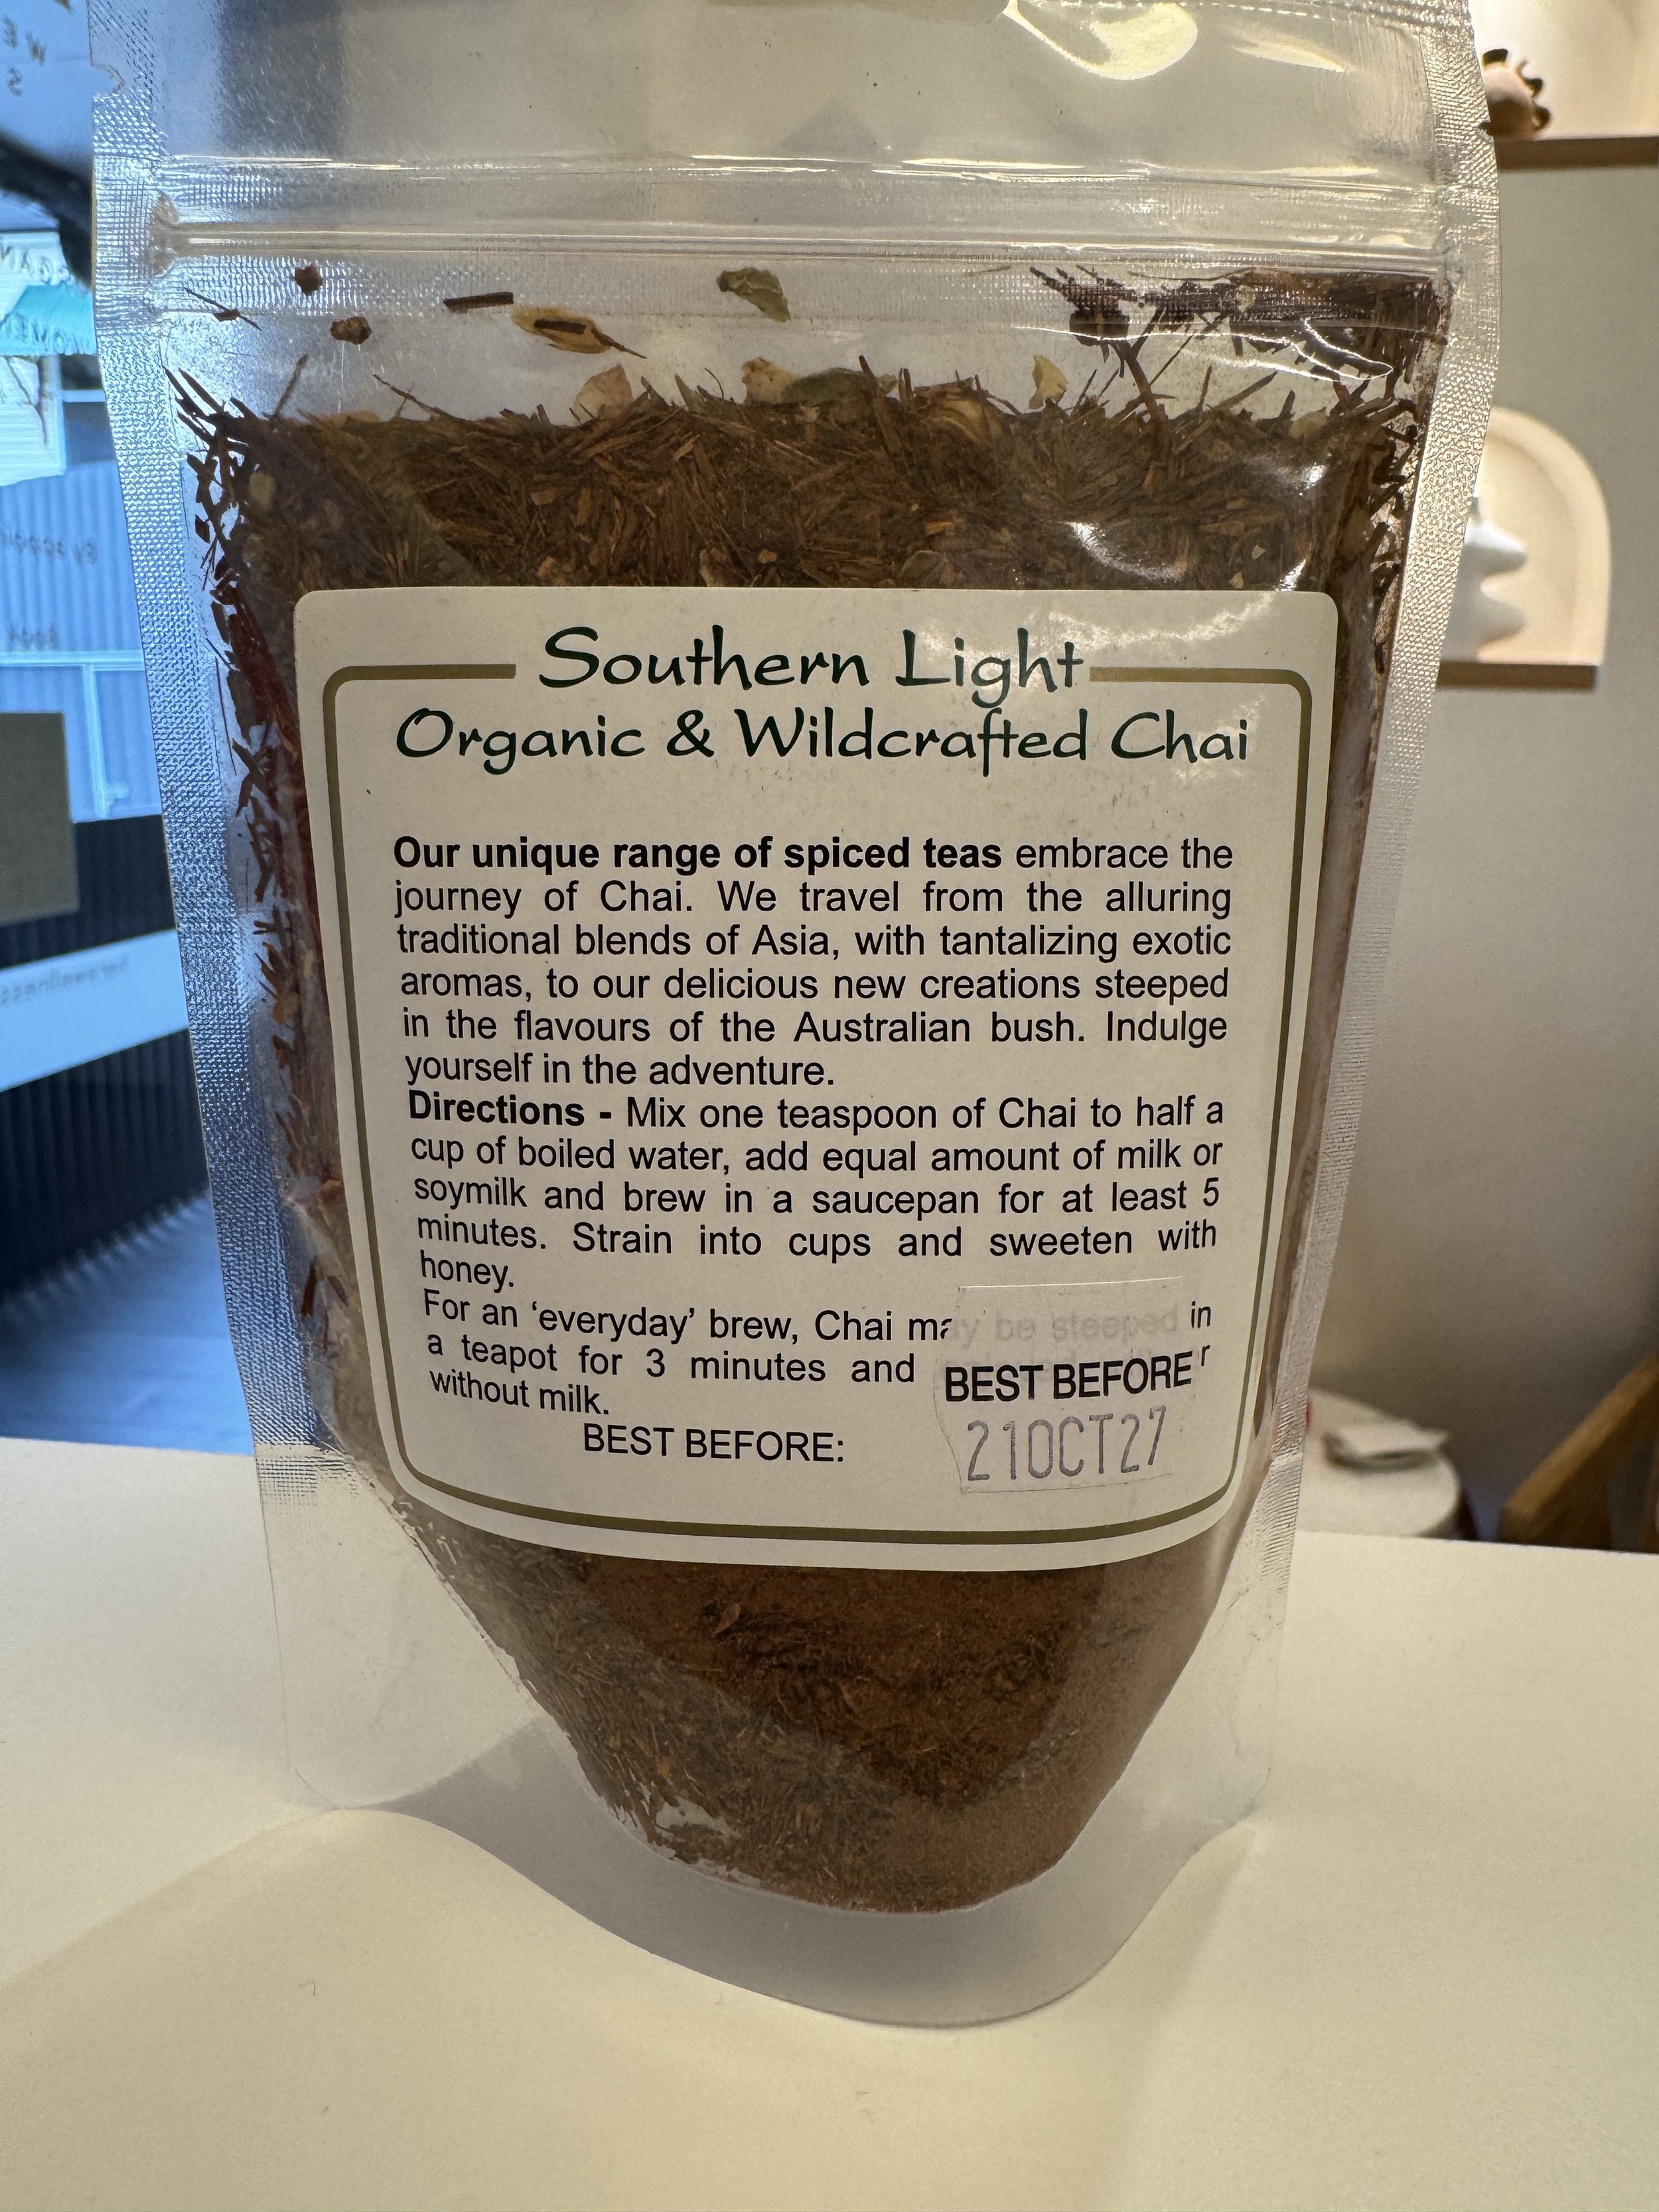 Southern Light
Organic & Wildcrafted Chai
Our unique range of spiced teas embrace the
journey of Chai. We travel from the alluring
traditional blends of Asia, with tantalizing exotic
aromas, to our delicious new creations steeped
in the flavours of the Australian bush. Indulge
yourself in the adventure.
Directions - Mix one teaspoon of Chai to half a
cup of boiled water, add equal amount of milk or
soymilk and brew in a saucepan for at least 5
minutes. Strain into cups and sweeten with
honey.
For an ‘everyday’ brew, Chai may be steeped in
a teapot for 3 minutes and
without milk.
BEST BEFORE:
BEST BEFORE
21OCT27